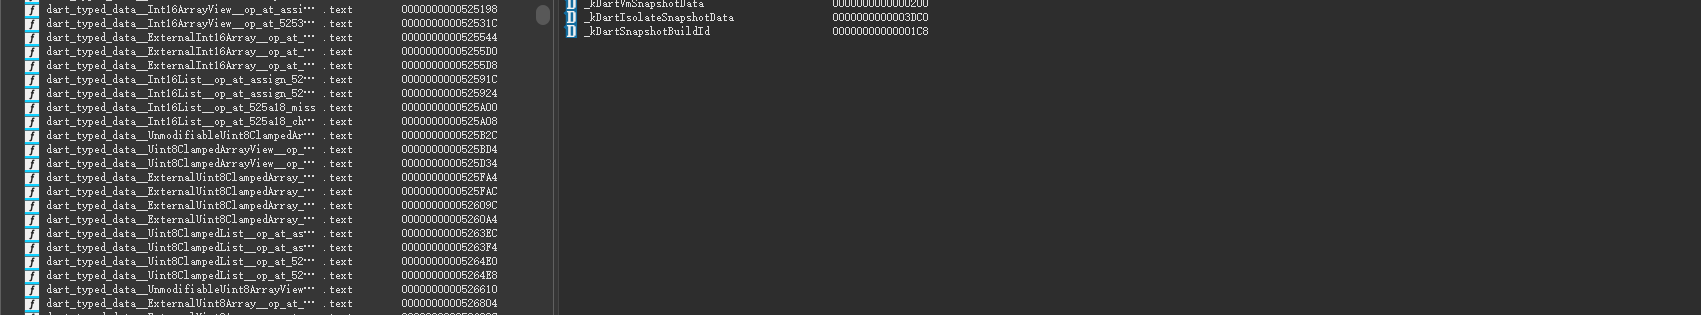 dart_typed_data__Int16ArrayView__op_at_assi… .text 0000000000525198
dart_typed_data__Int16ArrayView__op_at_5253… .text 000000000052531C
dart_typed_data__ExternalInt16Array__op_at_… .text 0000000000525544
dart_typed_data__ExternalInt16Array__op_at_… .text 00000000005255D0
dart_typed_data__ExternalInt16Array__op_at_… .text 00000000005255D8
dart_typed_data__Int16List__op_at_assign_52… .text 000000000052591C
dart_typed_data__Int16List__op_at_assign_52… .text 0000000000525924
dart_typed_data__Int16List__op_at_525a18_miss .text 0000000000525A00
dart_typed_data__Int16List__op_at_525a18_ch… .text 0000000000525A08
dart_typed_data__UnmodifiableUint8ClampedAr… .text 0000000000525B2C
dart_typed_data__Uint8ClampedArrayView__op_… .text 0000000000525BD4
dart_typed_data__Uint8ClampedArrayView__op_… .text 0000000000525D34
dart_typed_data__ExternalUint8ClampedArray_… .text 0000000000525FA4
dart_typed_data__ExternalUint8ClampedArray_… .text 0000000000525FAC
dart_typed_data__ExternalUint8ClampedArray_… .text 000000000052609C
dart_typed_data__ExternalUint8ClampedArray_… .text 00000000005260A4
dart_typed_data__Uint8ClampedList__op_at_as… .text 00000000005263EC
dart_typed_data__Uint8ClampedList__op_at_as… .text 00000000005263F4
dart_typed_data__Uint8ClampedList__op_at_52… .text 00000000005264E0
dart_typed_data__Uint8ClampedList__op_at_52… .text 00000000005264E8
dart_typed_data__UnmodifiableUint8ArrayView… .text 0000000000526610
dart_typed_data__ExternalUint8Array__op_at_… .text 0000000000526804
_kDartVmSnapshotData 0000000000000200
_kDartIsolateSnapshotData 0000000000003DC0
_kDartSnapshotBuildId 00000000000001C8